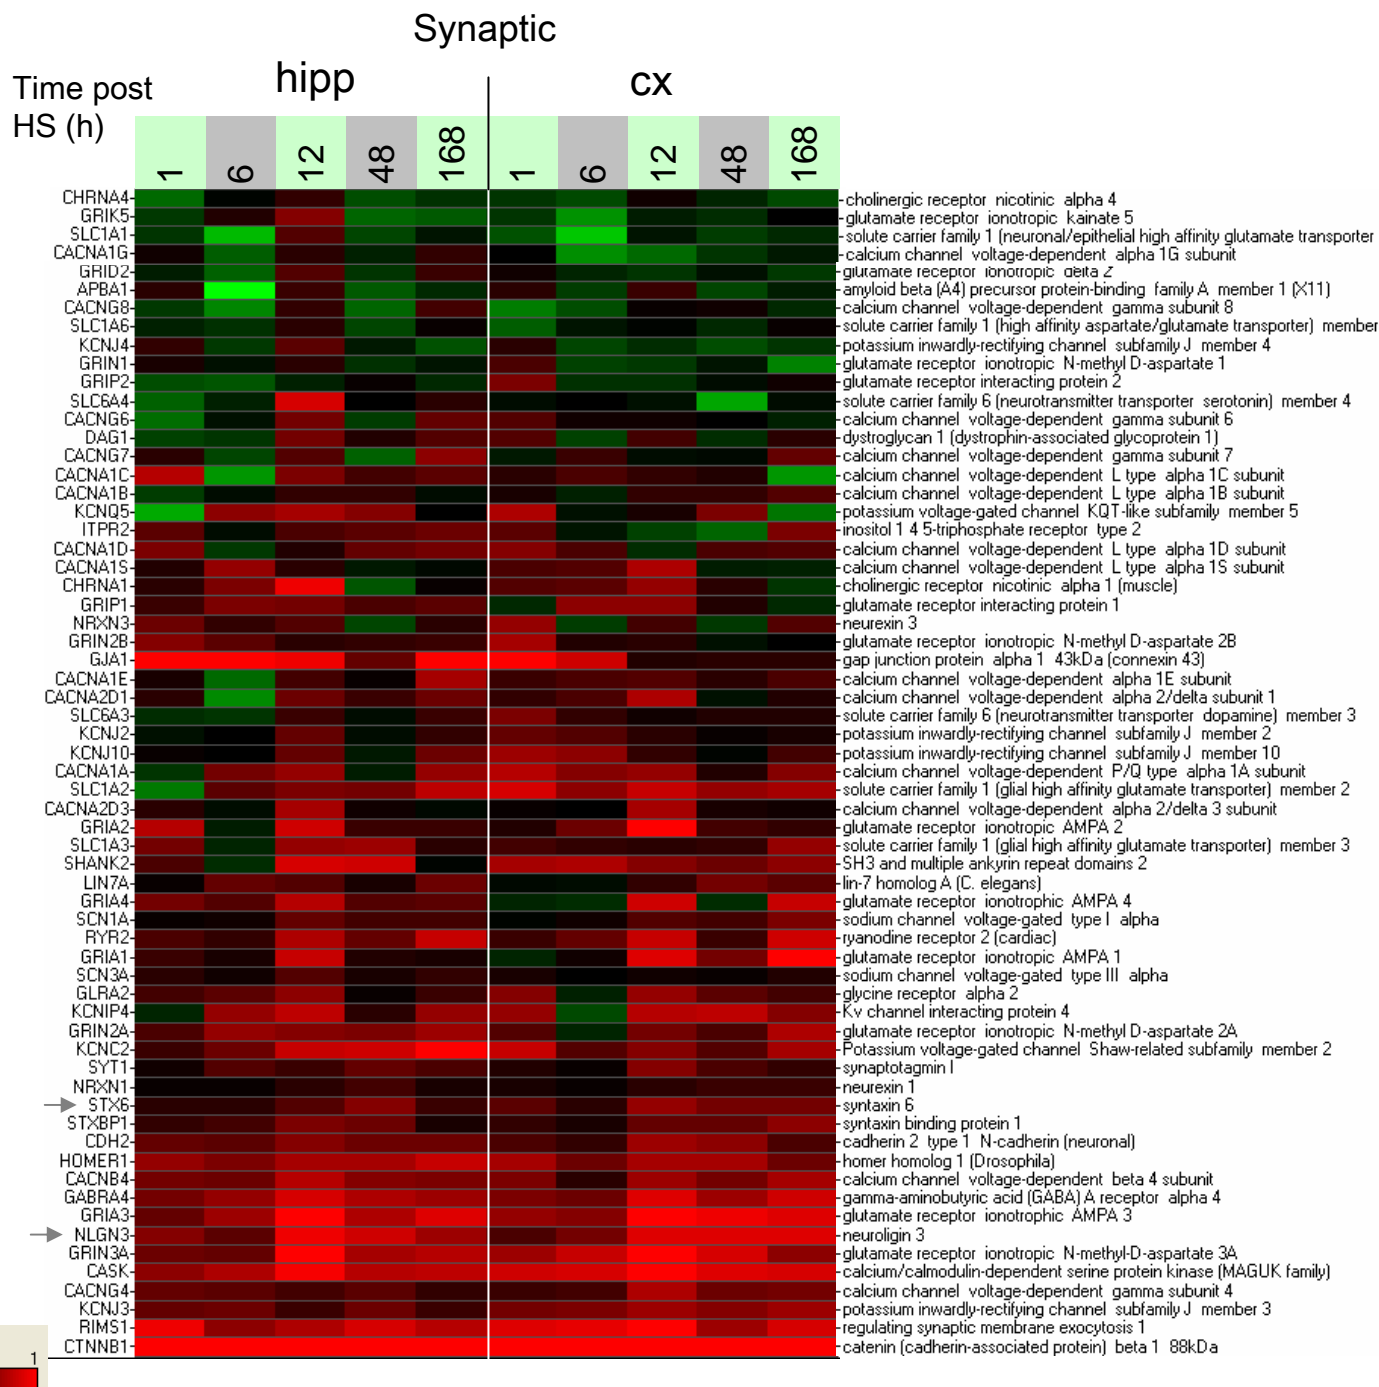 Synaptic
hipp cx
Time post
HS (h)
1 6 12 48 168 1 6 12 48 168
CHRNA4 cholinergic receptor nicotinic alpha 4
GRIK5 glutamate receptor ionotropic kainate 5
SLC1A1 solute carrier family 1 (neuronal/epithelial high affinity glutamate transporter
CACNA1G calcium channel voltage-dependent alpha 1G subunit
GRID2 glutamate receptor ionotropic delta 2
APBA1 amyloid beta (A4) precursor protein-binding family A member 1 (X11)
CACNG8 calcium channel voltage-dependent gamma subunit 8
SLC1A6 solute carrier family 1 (high affinity aspartate/glutamate transporter) member
KCNJ4 potassium inwardly-rectifying channel subfamily J member 4
GRIN1 glutamate receptor ionotropic N-methyl D-aspartate 1
GRIP2 glutamate receptor interacting protein 2
SLC6A4 solute carrier family 6 (neurotransmitter transporter serotonin) member 4
CACNG6 calcium channel voltage-dependent gamma subunit 6
DAG1 dystroglycan 1 (dystrophin-associated glycoprotein 1)
CACNG7 calcium channel voltage-dependent gamma subunit 7
CACNA1C calcium channel voltage-dependent L type alpha 1C subunit
CACNA1B calcium channel voltage-dependent L type alpha 1B subunit
KCNQ5 potassium voltage-gated channel KQT-like subfamily member 5
ITPR2 inositol 1 4 5-triphosphate receptor type 2
CACNA1D calcium channel voltage-dependent L type alpha 1D subunit
CACNA1S calcium channel voltage-dependent L type alpha 1S subunit
CHRNA1 cholinergic receptor nicotinic alpha 1 (muscle)
GRIP1 glutamate receptor interacting protein 1
NRXN3 neurexin 3
GRIN2B glutamate receptor ionotropic N-methyl D-aspartate 2B
GJA1 gap junction protein alpha 1 43kDa (connexin 43)
CACNA1E calcium channel voltage-dependent alpha 1E subunit
CACNA2D1 calcium channel voltage-dependent alpha 2/delta subunit 1
SLC6A3 solute carrier family 6 (neurotransmitter transporter dopamine) member 3
KCNJ2 potassium inwardly-rectifying channel subfamily J member 2
KCNJ10 potassium inwardly-rectifying channel subfamily J member 10
CACNA1A calcium channel voltage-dependent P/Q type alpha 1A subunit
SLC1A2 solute carrier family 1 (glial high affinity glutamate transporter) member 2
CACNA2D3 calcium channel voltage-dependent alpha 2/delta 3 subunit
GRIA2 glutamate receptor ionotropic AMPA 2
SLC1A3 solute carrier family 1 (glial high affinity glutamate transporter) member 3
SHANK2 SH3 and multiple ankyrin repeat domains 2
LIN7A lin-7 homolog A (C. elegans)
GRIA4 glutamate receptor ionotrophic AMPA 4
SCN1A sodium channel voltage-gated type I alpha
RYR2 ryanodine receptor 2 (cardiac)
GRIA1 glutamate receptor ionotropic AMPA 1
SCN3A sodium channel voltage-gated type III alpha
GLRA2 glycine receptor alpha 2
KCNIP4 Kv channel interacting protein 4
GRIN2A glutamate receptor ionotropic N-methyl D-aspartate 2A
KCNC2 Potassium voltage-gated channel Shaw-related subfamily member 2
SYT1 synaptotagmin I
NRXN1 neurexin 1
STX6 syntaxin 6
STXBP1 syntaxin binding protein 1
CDH2 cadherin 2 type 1 N-cadherin (neuronal)
HOMER1 homer homolog 1 (Drosophila)
CACNB4 calcium channel voltage-dependent beta 4 subunit
GABRA4 gamma-aminobutyric acid (GABA) A receptor alpha 4
GRIA3 glutamate receptor ionotrophic AMPA 3
NLGN3 neuroligin 3
GRIN3A glutamate receptor ionotropic N-methyl-D-aspartate 3A
CASK calcium/calmodulin-dependent serine protein kinase (MAGUK family)
CACNG4 calcium channel voltage-dependent gamma subunit 4
KCNJ3 potassium inwardly-rectifying channel subfamily J member 3
RIMS1 regulating synaptic membrane exocytosis 1
CTNNB1 catenin (cadherin-associated protein) beta 1 88kDa
1